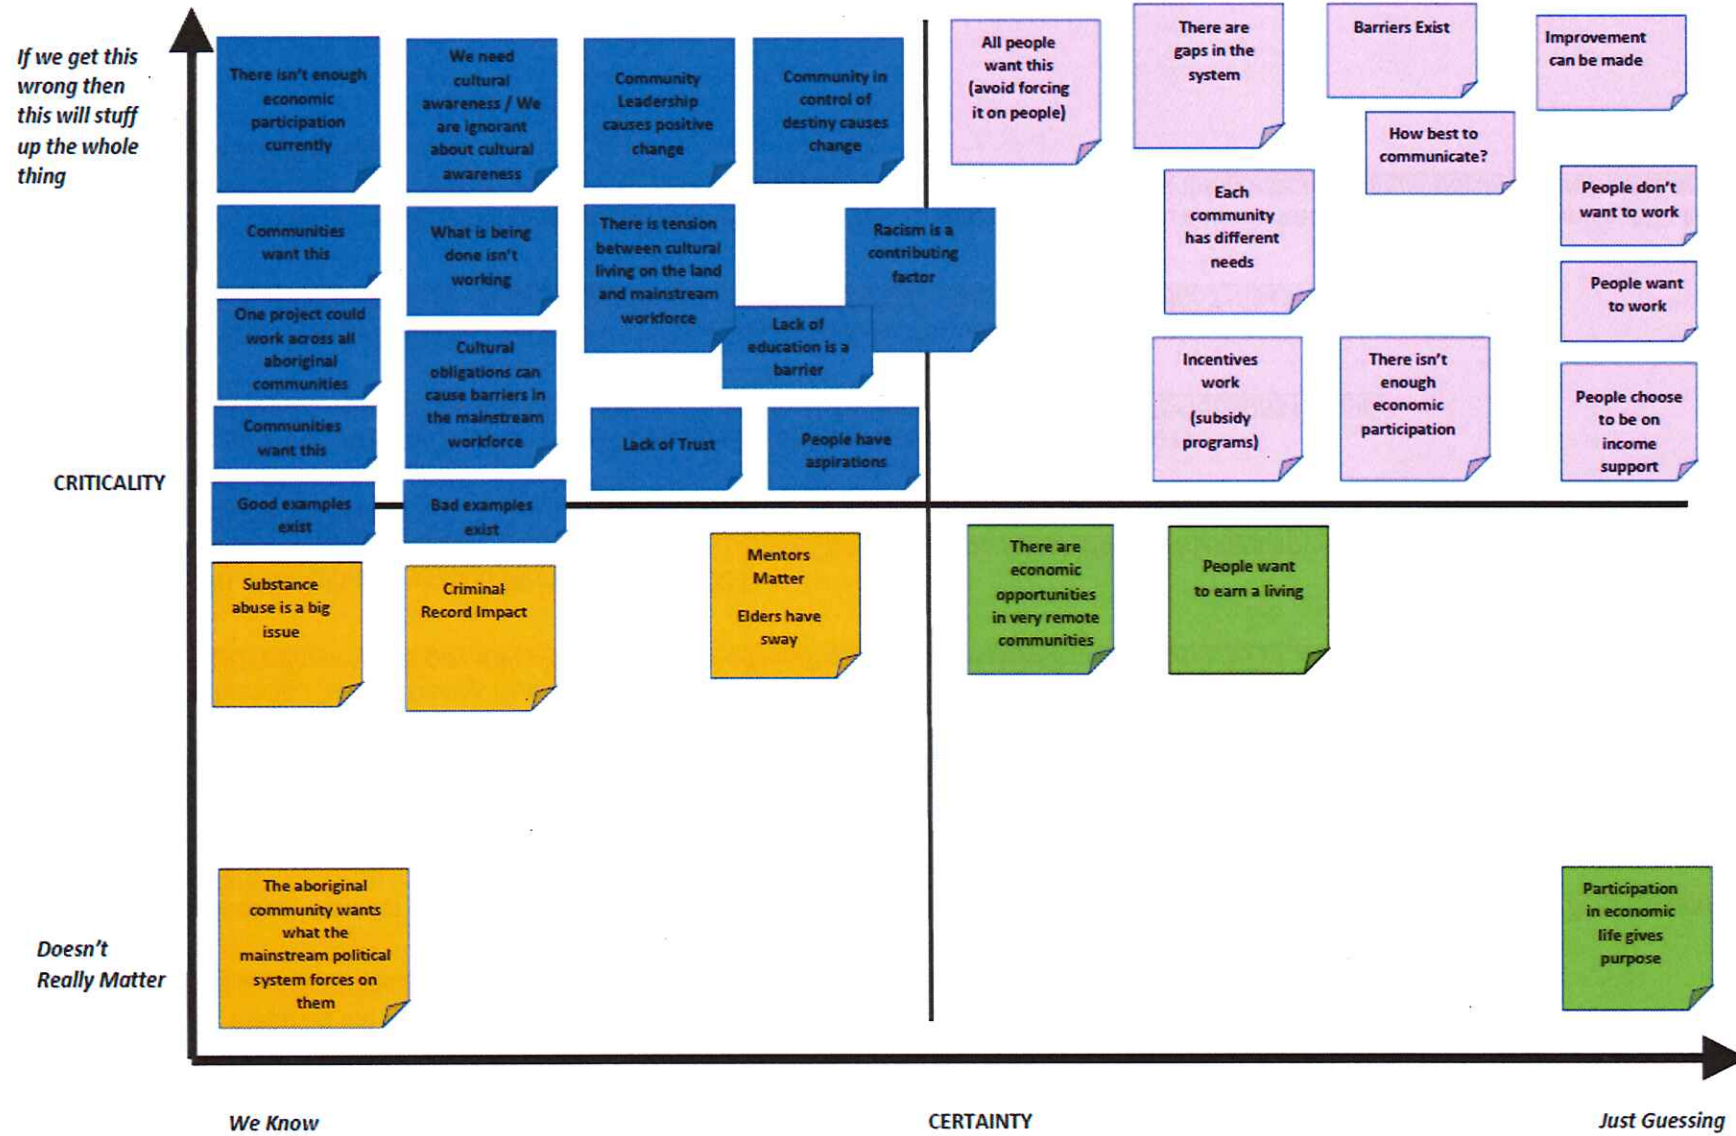 If we get this
wrong then
this will stuff
up the whole
thing
There isn't enough
economic
participation
currently
We need
cultural
awareness / We
are ignorant
about cultural
awareness
Community
Leadership
causes positive
change
Community in
control of
destiny causes
change
All people
want this
(avoid forcing
it on people)
There are
gaps in the
system
Barriers Exist
Improvement
can be made
How best to
communicate?
Communities
want this
What is being
done isn't
working
There is tension
between cultural
living on the land
and mainstream
workforce
Racism is a
contributing
factor
Each
community
has different
needs
People don't
want to work
People want
to work
One project could
work across all
aboriginal
communities
Cultural
obligations can
cause barriers in
the mainstream
workforce
Lack of
education is a
barrier
Incentives
work
(subsidy
programs)
There isn't
enough
economic
participation
People choose
to be on
income
support
Communities
want this
Lack of Trust
People have
aspirations
CRITICALITY
Good examples
exist
Bad examples
exist
Substance
abuse is a big
issue
Criminal
Record Impact
Mentors
Matter
Elders have
sway
There are
economic
opportunities
in very remote
communities
People want
to earn a living
The aboriginal
community wants
what the
mainstream political
system forces on
them
Participation
in economic
life gives
purpose
Doesn't
Really Matter
We Know
CERTAINTY
Just Guessing